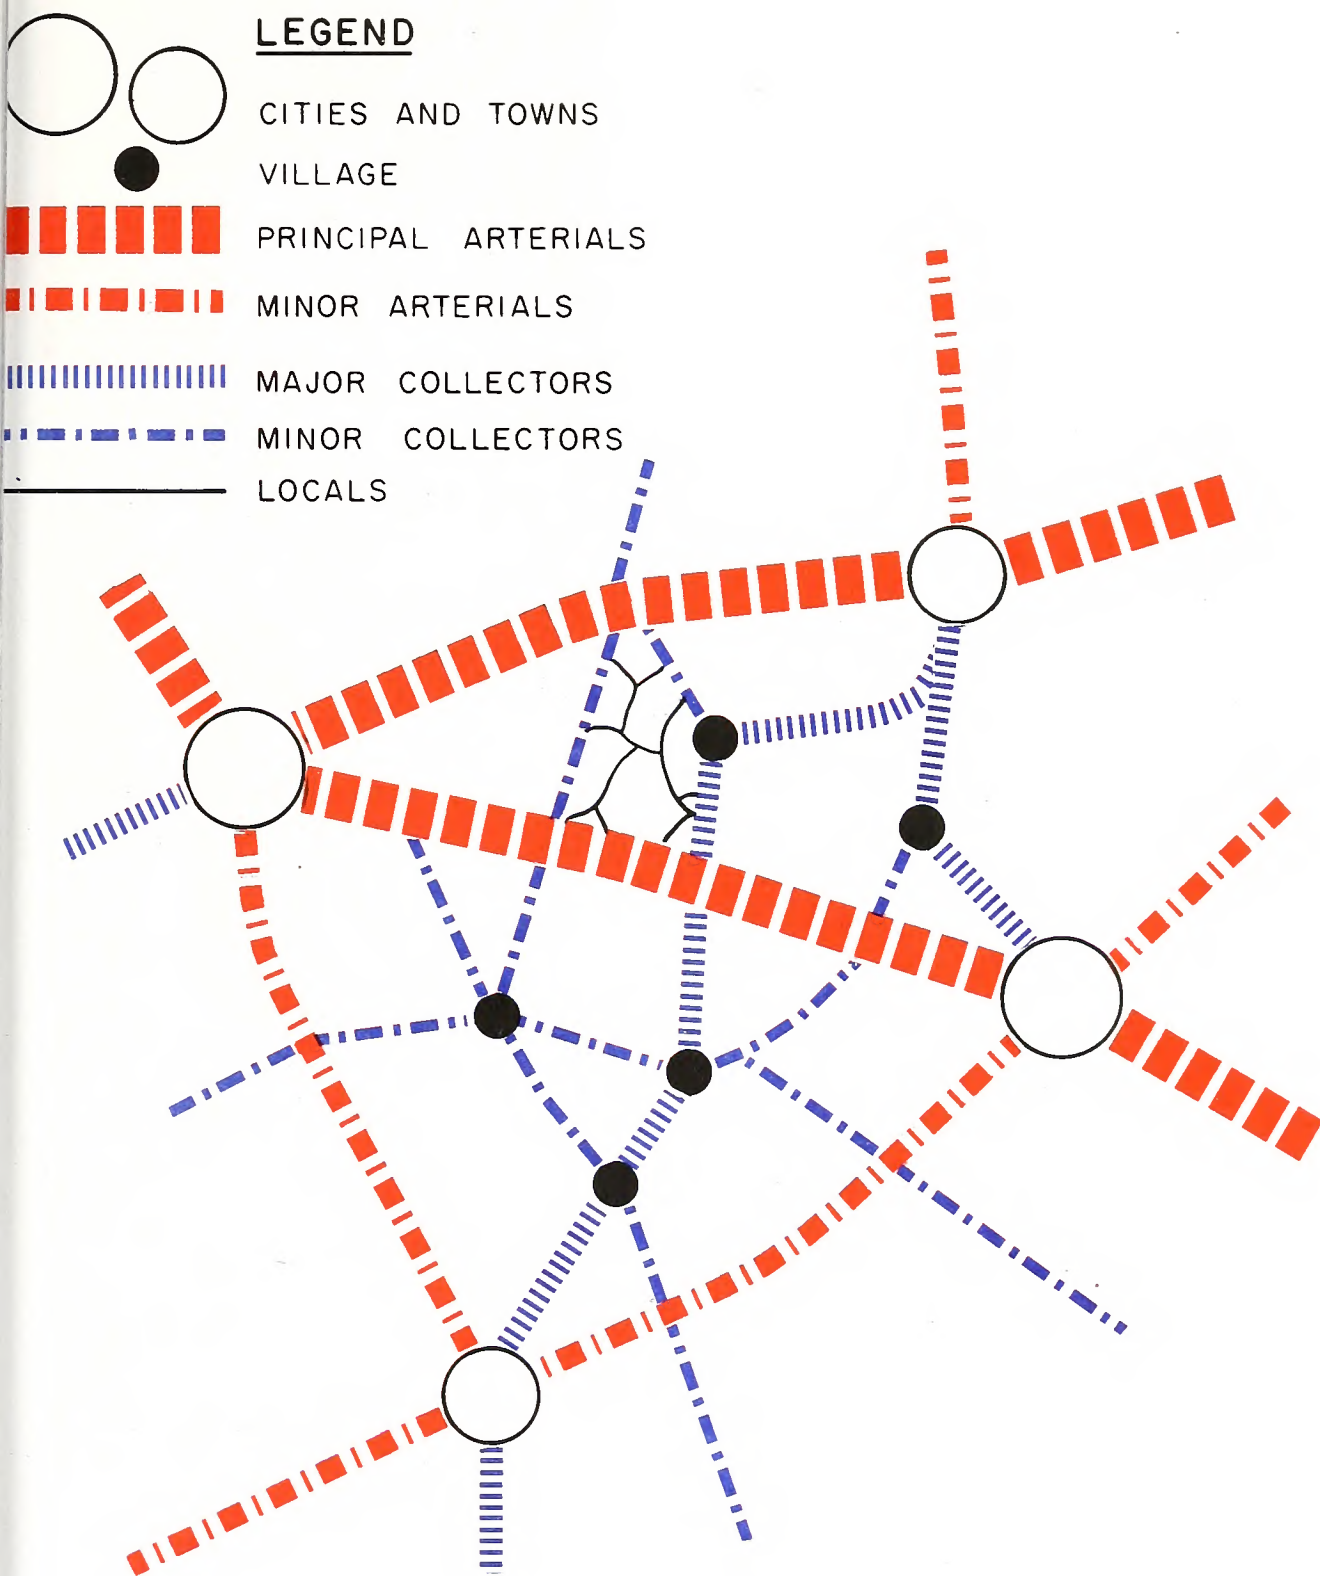 LEGEND
CITIES AND TOWNS
VILLAGE
PRINCIPAL ARTERIALS
MINOR ARTERIALS
MAJOR COLLECTORS
MINOR COLLECTORS
LOCALS